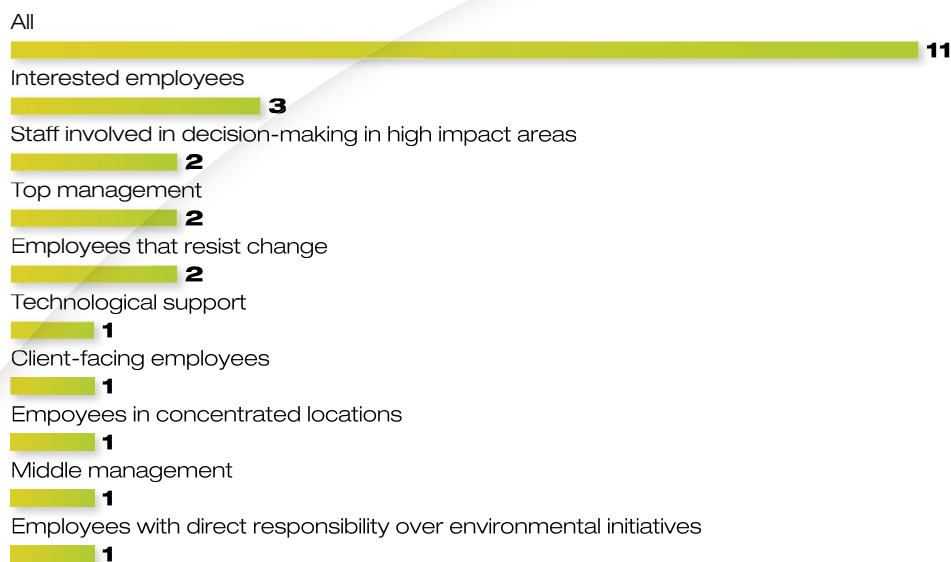 All
11
Interested employees
3
Staff involved in decision-making in high impact areas
2
Top management
2
Employees that resist change
2
Technological support
1
Client-facing employees
1
Empoyees in concentrated locations
1
Middle management
1
Employees with direct responsibility over environmental initiatives
1